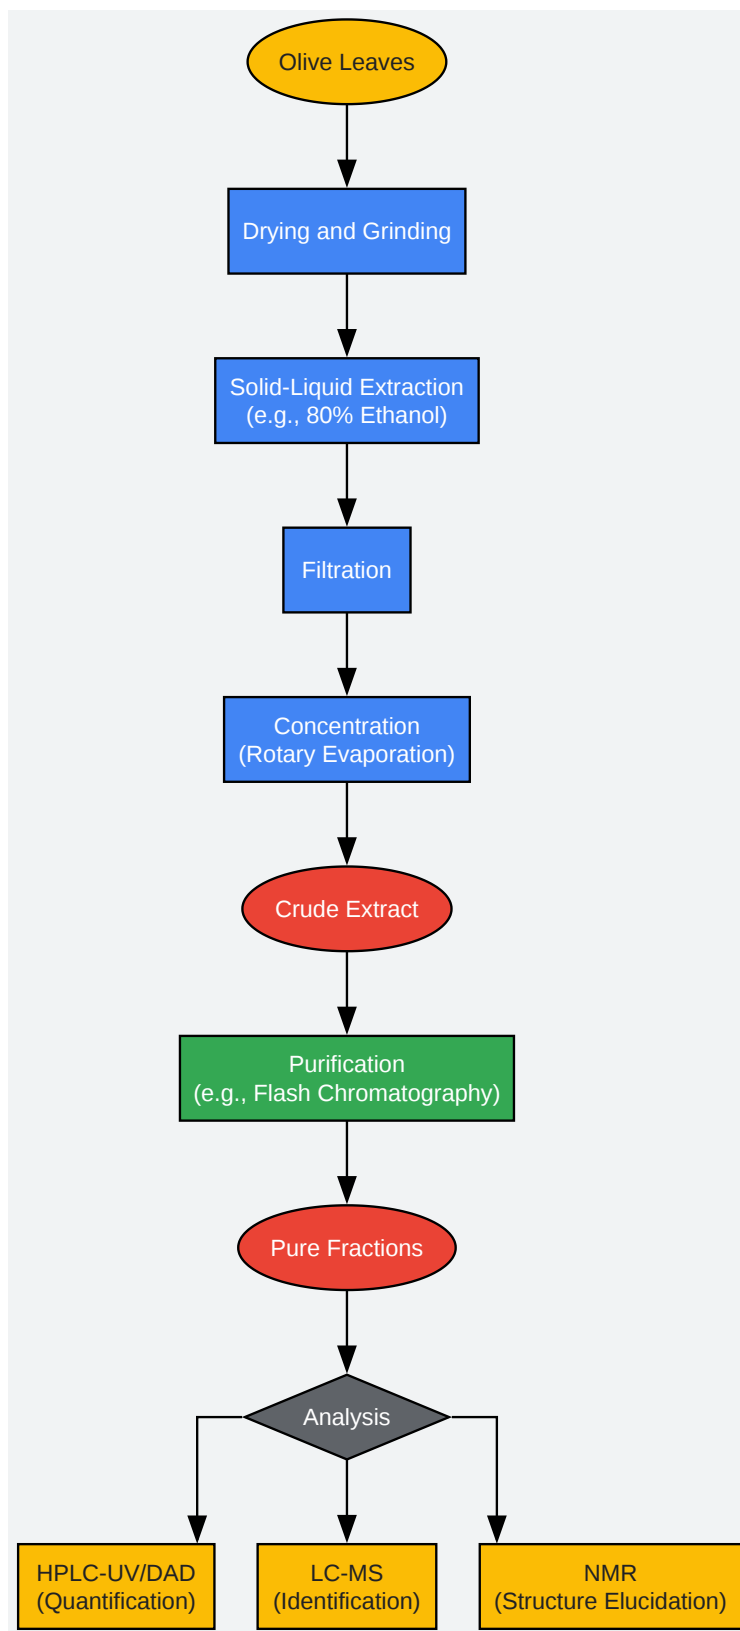 Olive Leaves
Drying and Grinding
Solid-Liquid Extraction
(e.g., 80% Ethanol)
Filtration
Concentration
(Rotary Evaporation)
Crude Extract
Purification
(e.g., Flash Chromatography)
Pure Fractions
Analysis
HPLC-UV/DAD
(Quantification)
LC-MS
(Identification)
NMR
(Structure Elucidation)